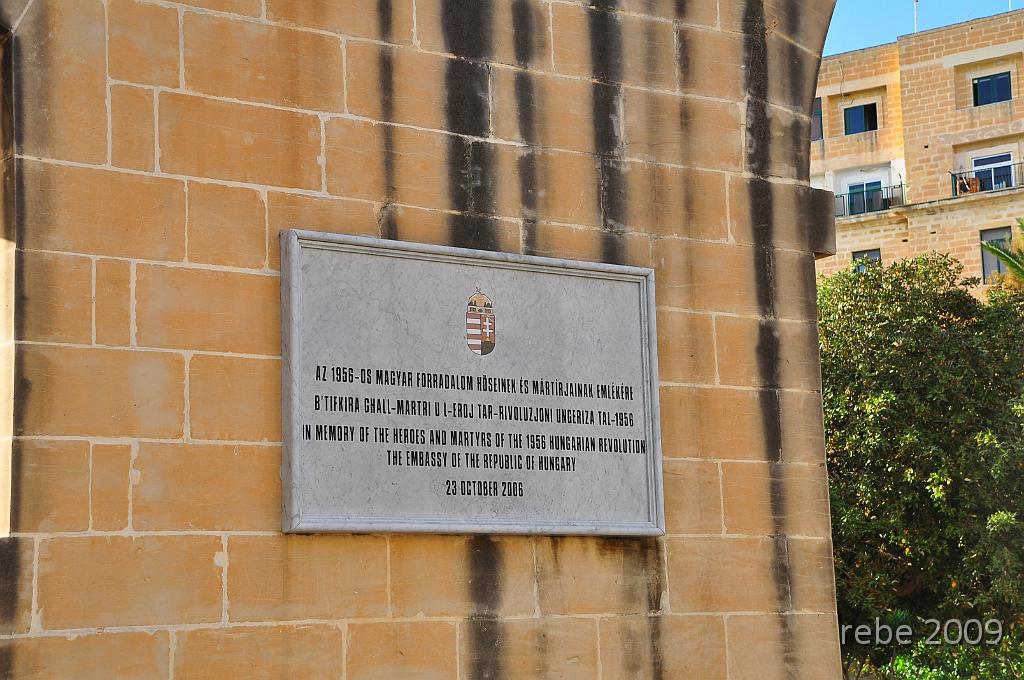 AZ 1956-OS MAGYAR FORRADALOM HŐSEINEK ÉS MÁRTÍRJAINAK EMLÉKÉRE
B'TIFKIRA GHALL-MARTRI U L-EROJ TAR-RIVOLUZJONI UNGERIZA TAL-1956
IN MEMORY OF THE HEROES AND MARTYRS OF THE 1956 HUNGARIAN REVOLUTION
THE EMBASSY OF THE REPUBLIC OF HUNGARY
23 OCTOBER 2006
rebe 2009